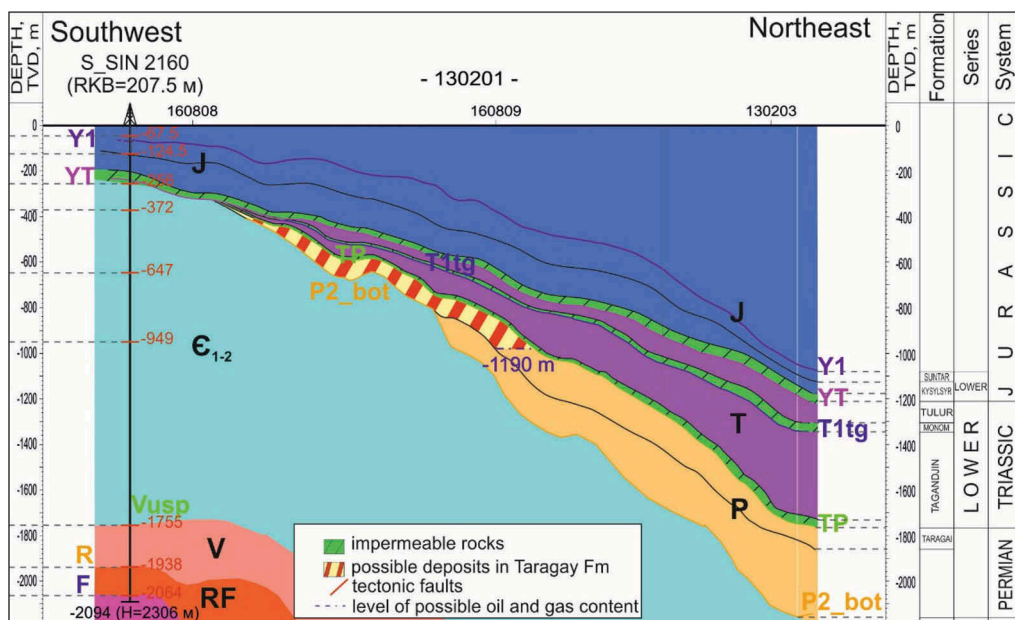 DEPTH,
TVD, m
Southwest
S_SIN 2160
(RKB=207.5 м)
- 130201 -
Northeast
DEPTH,
TVD, m
Formation
Series
System
160808
160809
130203
0
-200
-400
-600
-800
-1000
-1200
-1400
-1600
-1800
-2000
Y1
YT
-67.5
-124.5
-372
-647
-949
-1755
-1938
-2064
-2094 (H=2306 м)
J
TP
T1tg
P2_bot
Є1-2
-1190 m
J
T
P
Vusp
V
R
F
RF
Y1
YT
T1tg
TP
P2_bot
0
-200
-400
-600
-800
-1000
-1200
-1400
-1600
-1800
-2000
SUNTAR
KYSYLSYR
TULUR
MONOM
TAGANDJIN
TARAGAI
LOWER
LOWER
JURASSIC
TRIASSIC
PERMIAN
impermeable rocks
possible deposits in Taragay Fm
tectonic faults
level of possible oil and gas content